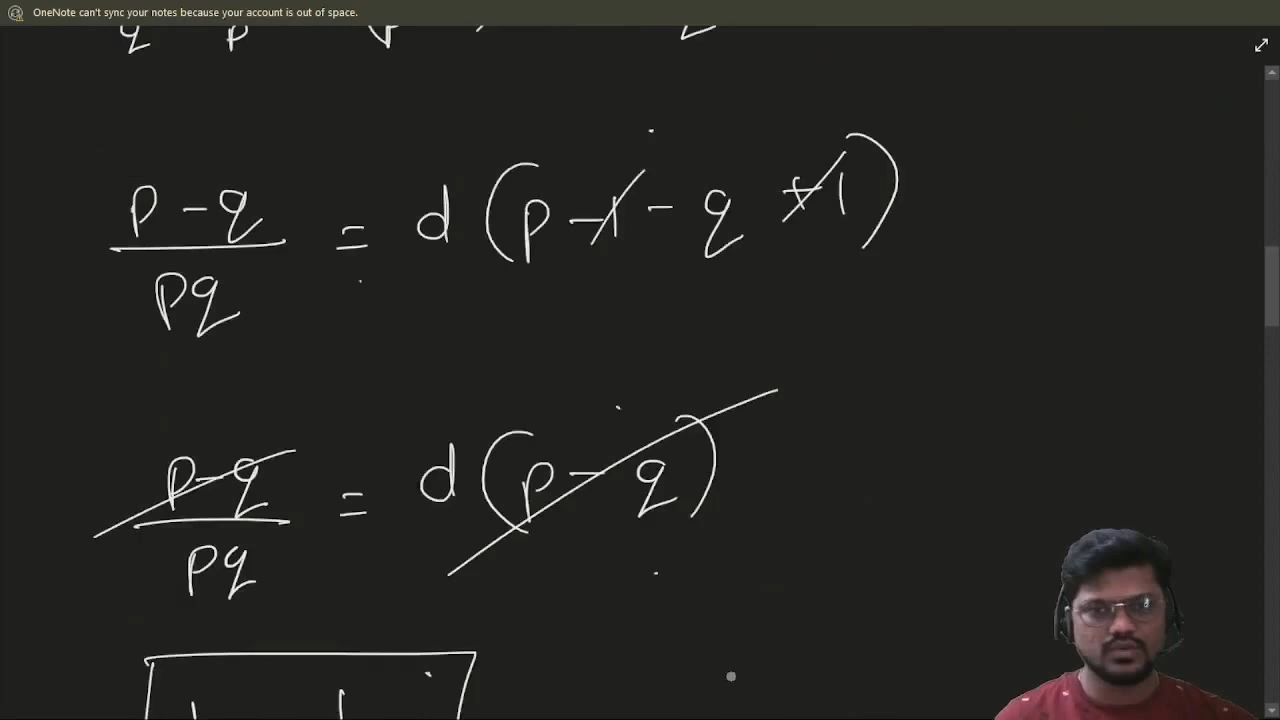 OneNote can't sync your notes because your account is out of space.
p - q
pq
= d (p - 1 - q + 1)
p - q
pq
= d (p - q)